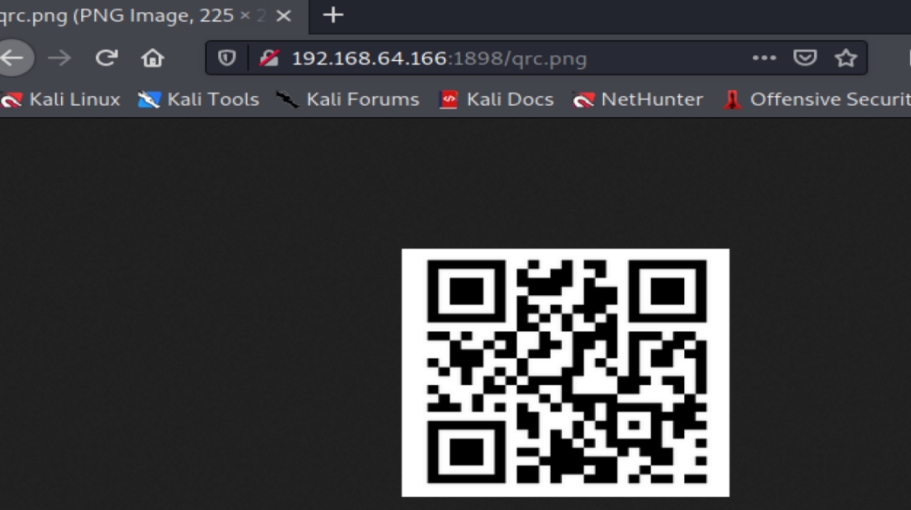 qrc.png (PNG Image, 225 × 2
192.168.64.166:1898/qrc.png
Kali Linux Kali Tools Kali Forums Kali Docs NetHunter Offensive Securit